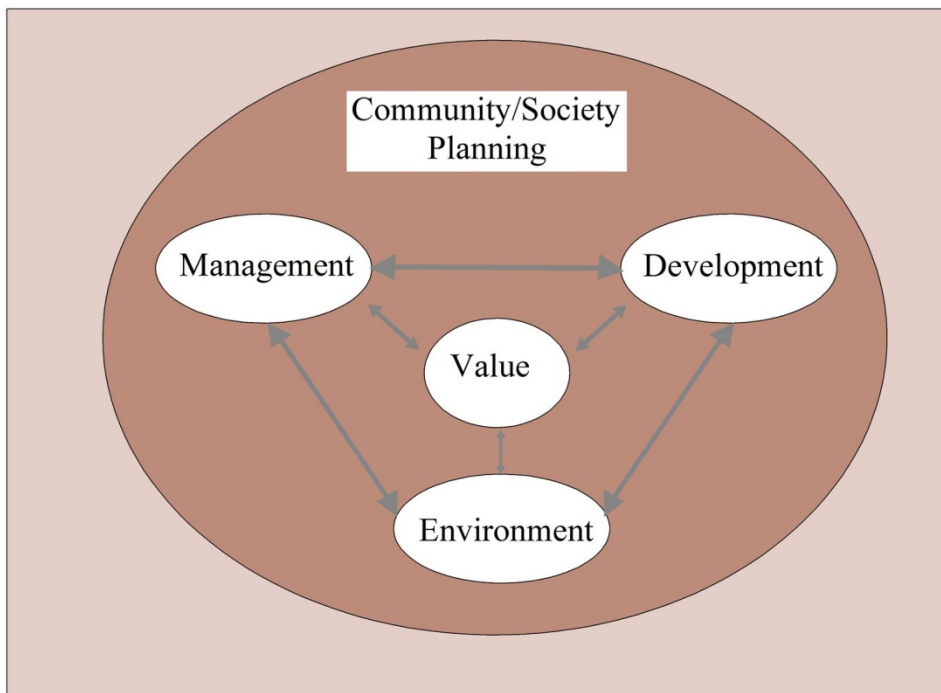 Community/Society
Planning
Management
Development
Value
Environment